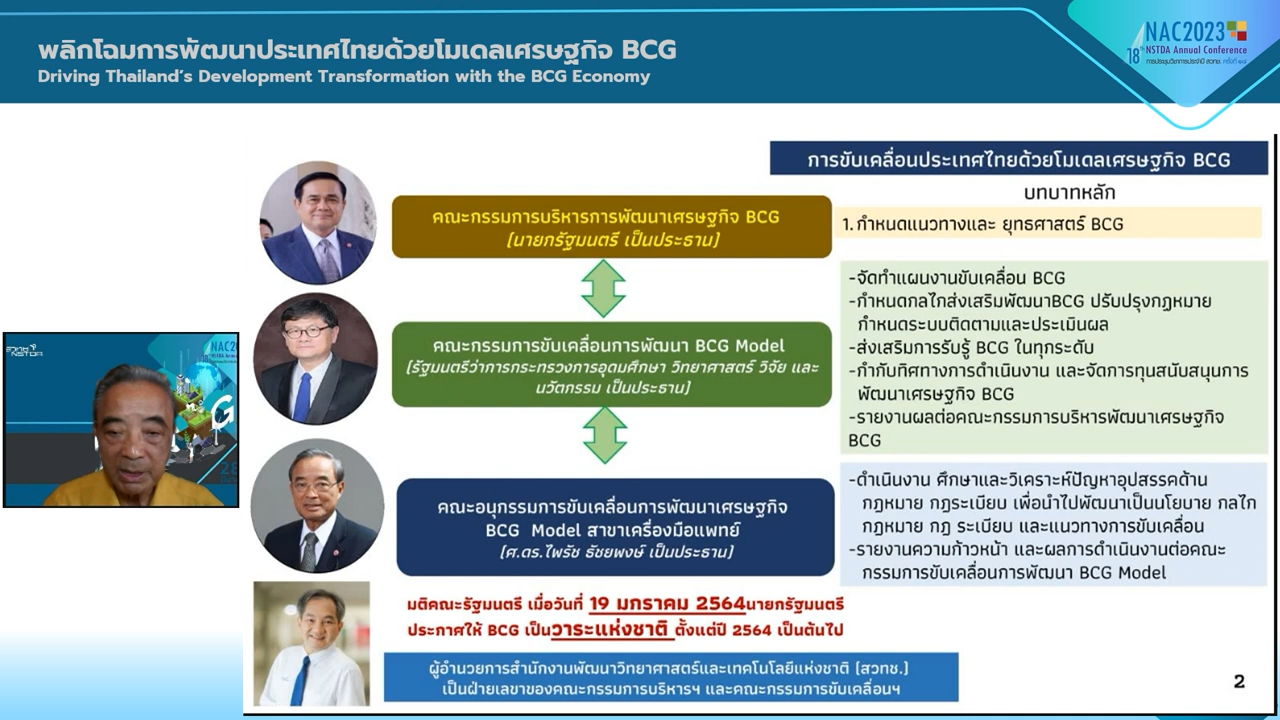 พลิกโฉมการพัฒนาประเทศไทยด้วยโมเดลเศรษฐกิจ BCG
Driving Thailand's Development Transformation with the BCG Economy
NAC2023
18th NSTDA Annual Conference
การประชุมวิชาการประจำปี สวทช. ครั้งที่ ๑๘
การขับเคลื่อนประเทศไทยด้วยโมเดลเศรษฐกิจ BCG
บทบาทหลัก
คณะกรรมการบริหารการพัฒนาเศรษฐกิจ BCG
(นายกรัฐมนตรี เป็นประธาน)
1. กำหนดแนวทางและ ยุทธศาสตร์ BCG
คณะกรรมการขับเคลื่อนการพัฒนา BCG Model
(รัฐมนตรีว่าการกระทรวงการอุดมศึกษา วิทยาศาสตร์ วิจัย และ
นวัตกรรม เป็นประธาน)
-จัดทำแผนงานขับเคลื่อน BCG
-กำหนดกลไกส่งเสริมพัฒนาBCG ปรับปรุงกฎหมาย
กำหนดระบบติดตามและประเมินผล
-ส่งเสริมการรับรู้ BCG ในทุกระดับ
-กำกับทิศทางการดำเนินงาน และจัดการทุนสนับสนุนการ
พัฒนาเศรษฐกิจ BCG
-รายงานผลต่อคณะกรรมการบริหารพัฒนาเศรษฐกิจ
BCG
คณะอนุกรรมการขับเคลื่อนการพัฒนาเศรษฐกิจ
BCG Model สาขาเครื่องมือแพทย์
(ศ.ดร.ไพรัช ธัชยพงษ์ เป็นประธาน)
-ดำเนินงาน ศึกษาและวิเคราะห์ปัญหาอุปสรรคด้าน
กฎหมาย กฎระเบียบ เพื่อนำไปพัฒนาเป็นนโยบาย กลไก
กฎหมาย กฎ ระเบียบ และแนวทางการขับเคลื่อน
-รายงานความก้าวหน้า และผลการดำเนินงานต่อคณะ
กรรมการขับเคลื่อนการพัฒนา BCG Model
มติคณะรัฐมนตรี เมื่อวันที่ 19 มกราคม 2564นายกรัฐมนตรี
ประกาศให้ BCG เป็นวาระแห่งชาติ ตั้งแต่ปี 2564 เป็นต้นไป
ผู้อำนวยการสำนักงานพัฒนาวิทยาศาสตร์และเทคโนโลยีแห่งชาติ (สวทช.)
เป็นฝ่ายเลขาของคณะกรรมการบริหารฯ และคณะกรรมการขับเคลื่อนฯ
2